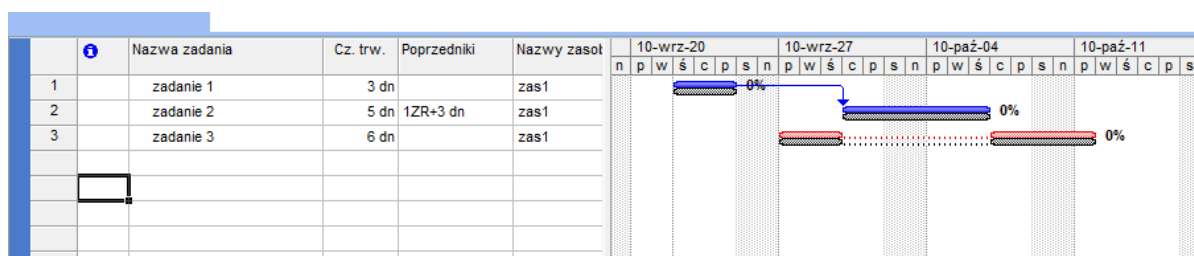 Nazwa zadania Cz. trw. Poprzedniki Nazwy zasob 10-wrz-20 10-wrz-27 10-paź-04 10-paź-11
n p w ś c p s n p w ś c p s n p w ś c p s n p w ś c p s
1 zadanie 1 3 dn zas1 0%
2 zadanie 2 5 dn 1ZR+3 dn zas1 0%
3 zadanie 3 6 dn zas1 0%